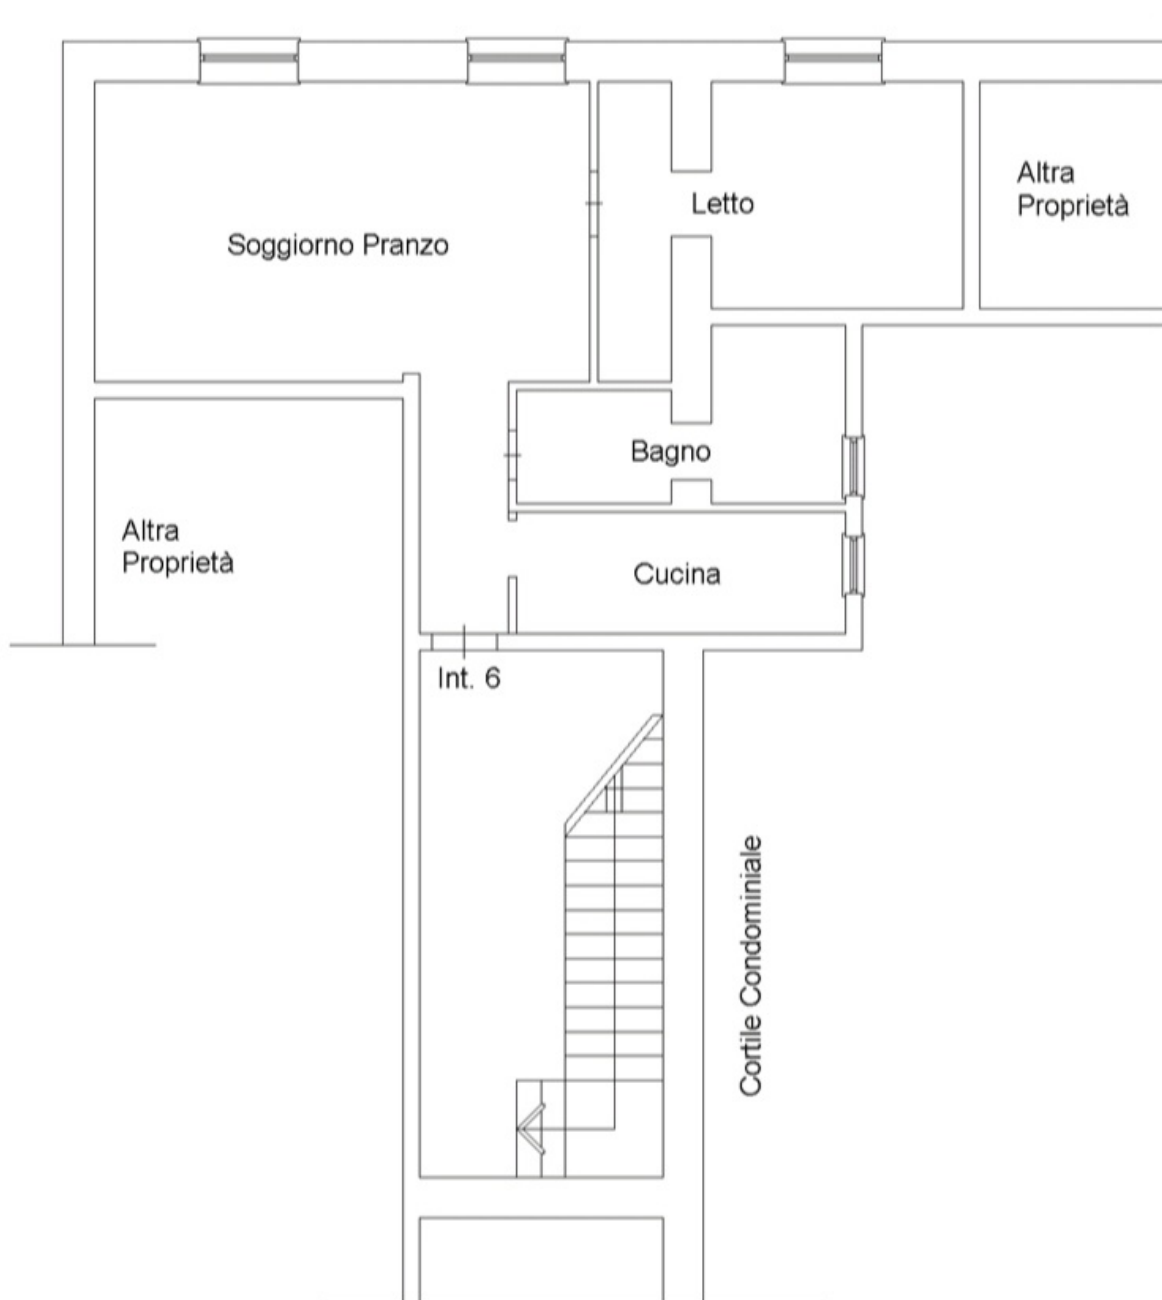 Altra
Proprietà
Letto
Soggiorno Pranzo
Bagno
Altra
Proprietà
Cucina
Int. 6
Cortile Condominiale